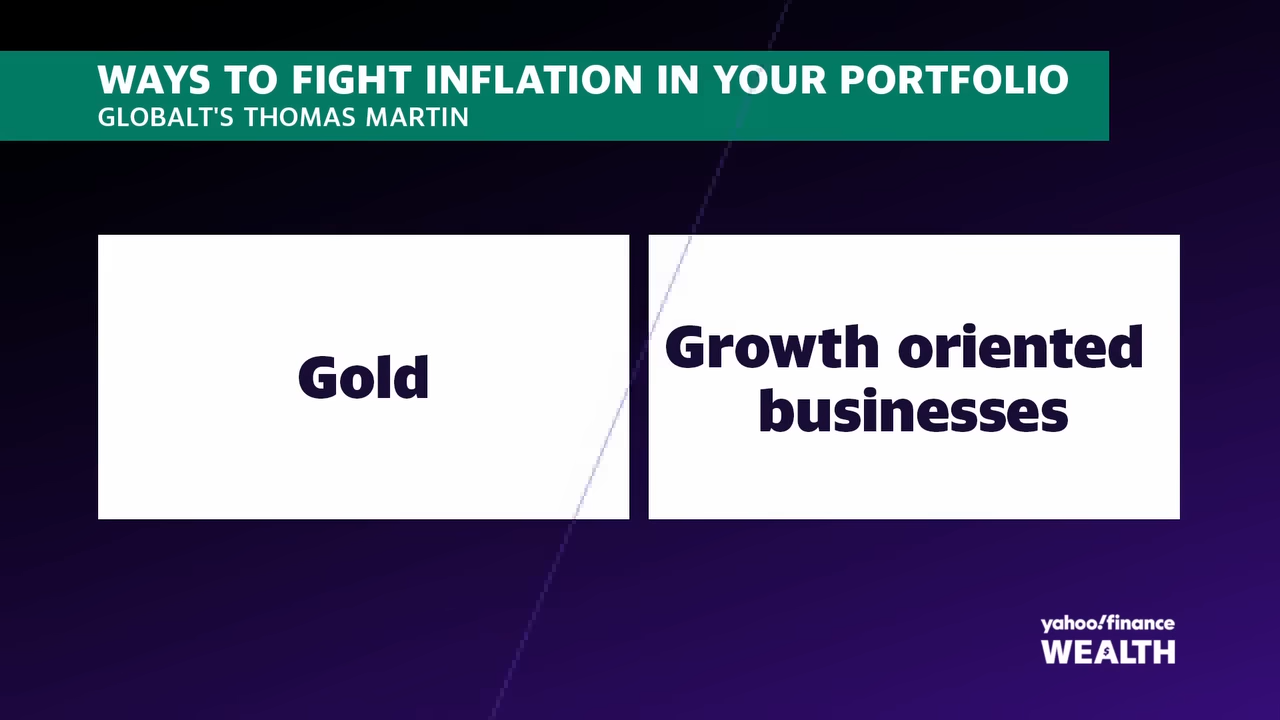 WAYS TO FIGHT INFLATION IN YOUR PORTFOLIO
GLOBALT'S THOMAS MARTIN
Gold
Growth oriented
businesses
yahoo!finance
WEALTH